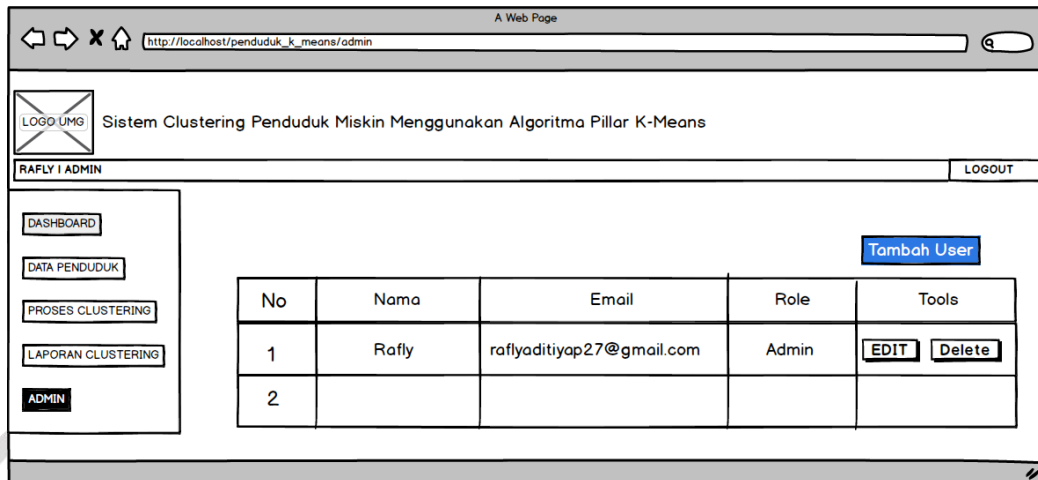 A Web Page
http://localhost/penduduk_k_means/admin
LOGO UMG
Sistem Clustering Penduduk Miskin Menggunakan Algoritma Pillar K-Means
RAFLY I ADMIN
LOGOUT
DASHBOARD
DATA PENDUDUK
PROSES CLUSTERING
LAPORAN CLUSTERING
ADMIN
Tambah User
No Nama Email Role Tools
1 Rafly raflyaditiyap27@gmail.com Admin EDIT Delete
2